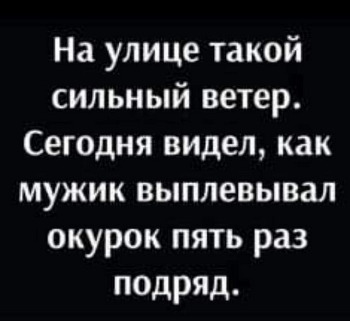 На улице такой
сильный ветер.
Сегодня видел, как
мужик выплевывал
окурок пять раз
подряд.